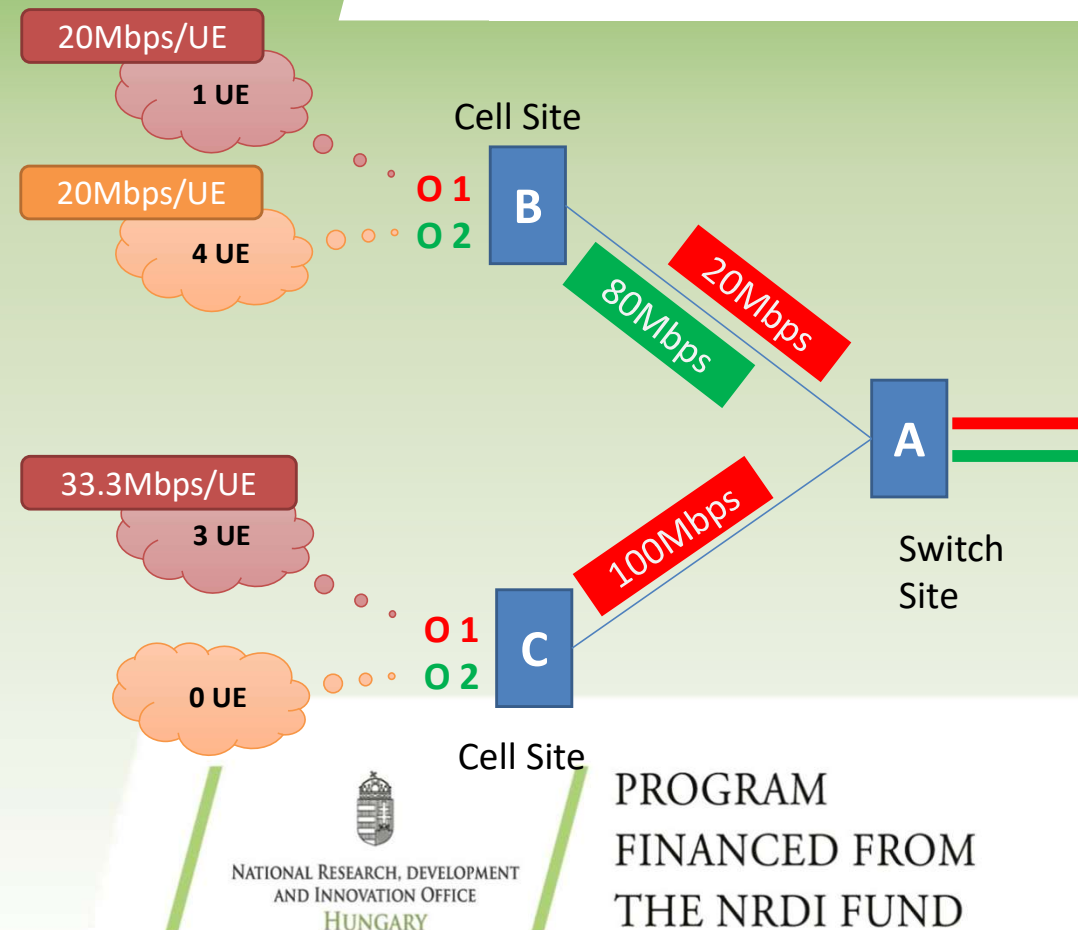 20Mbps/UE
1 UE
Cell Site
20Mbps/UE
4 UE
O 1
O 2
B
20Mbps
80Mbps
A
Switch
Site
33.3Mbps/UE
3 UE
100Mbps
O 1
O 2
C
0 UE
Cell Site
NATIONAL RESEARCH, DEVELOPMENT
AND INNOVATION OFFICE
HUNGARY
PROGRAM
FINANCED FROM
THE NRDI FUND